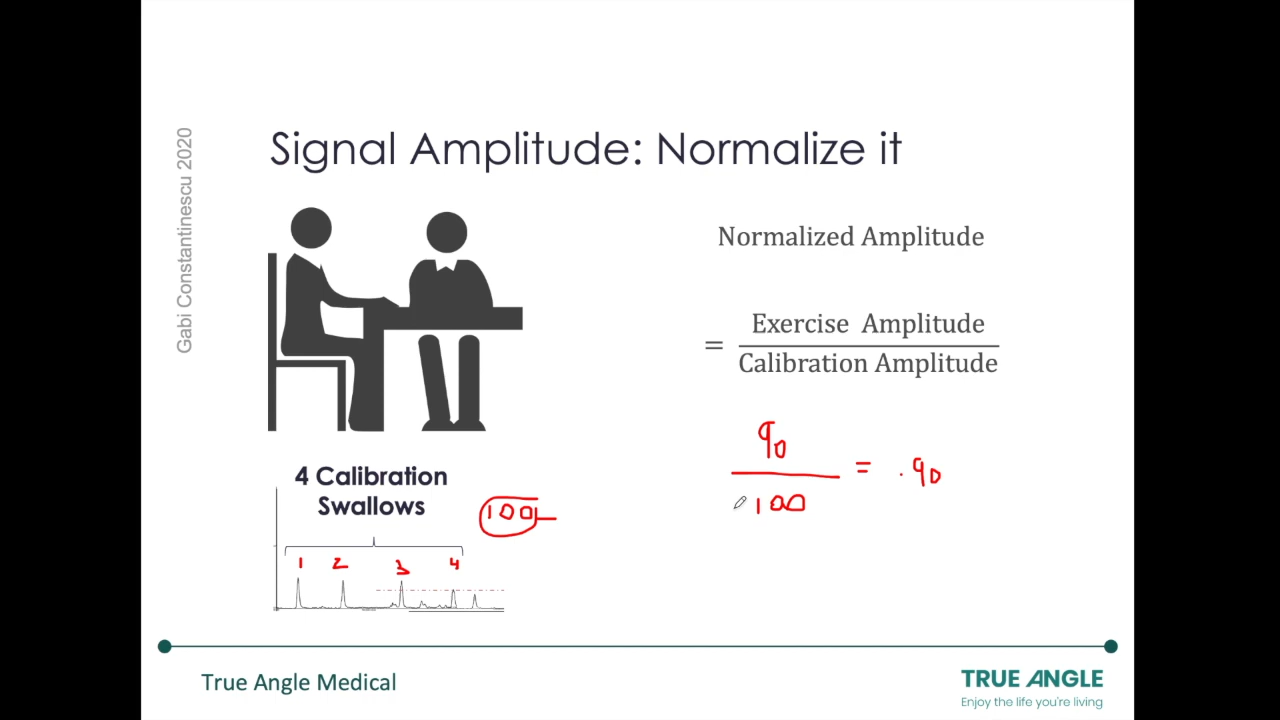 Gabi Constantinescu 2020
Signal Amplitude: Normalize it
Normalized Amplitude
= Exercise Amplitude
Calibration Amplitude
90
100
= .90
4 Calibration
Swallows
100
1 2 3 4
True Angle Medical
TRUE ANGLE
Enjoy the life you're living